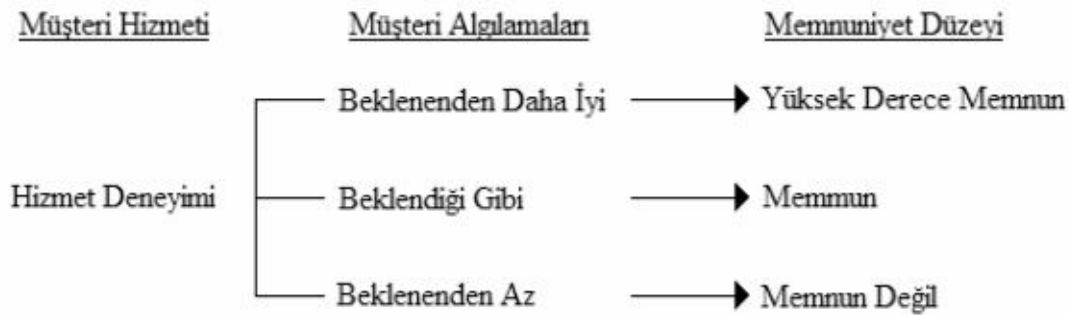 Müşteri Hizmeti Müşteri Algılamaları Memnuniyet Düzeyi
Beklenenden Daha İyi Yüksek Derece Memnun
Hizmet Deneyimi Beklendiği Gibi Memmun
Beklenenden Az Memnun Değil